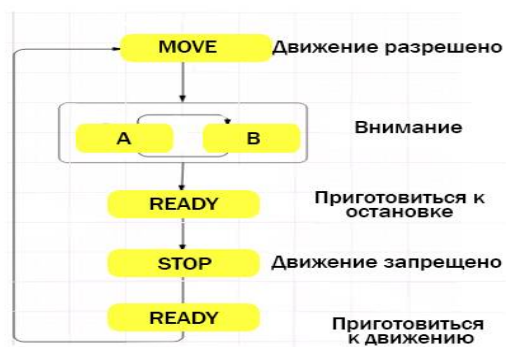 MOVE Движение разрешено
A B Внимание
READY Приготовиться к
остановке
STOP Движение запрещено
READY Приготовиться
к движению